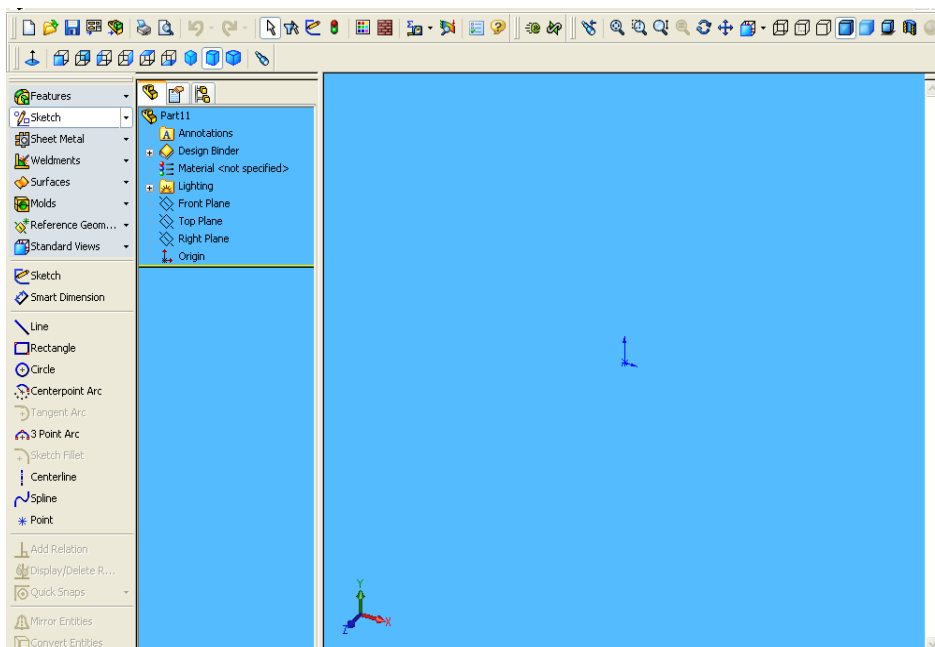 Features
Sketch
Sheet Metal
Weldments
Surfaces
Molds
Reference Geom...
Standard Views
Sketch
Smart Dimension
Line
Rectangle
Circle
Centerpoint Arc
Tangent Arc
3 Point Arc
Sketch Fillet
Centerline
Spline
Point
Add Relation
Display/Delete R...
Quick Snaps
Mirror Entities
Convert Entities
Part11
A Annotations
Design Binder
Material <not specified>
Lighting
Front Plane
Top Plane
Right Plane
Origin
Y
X
Z